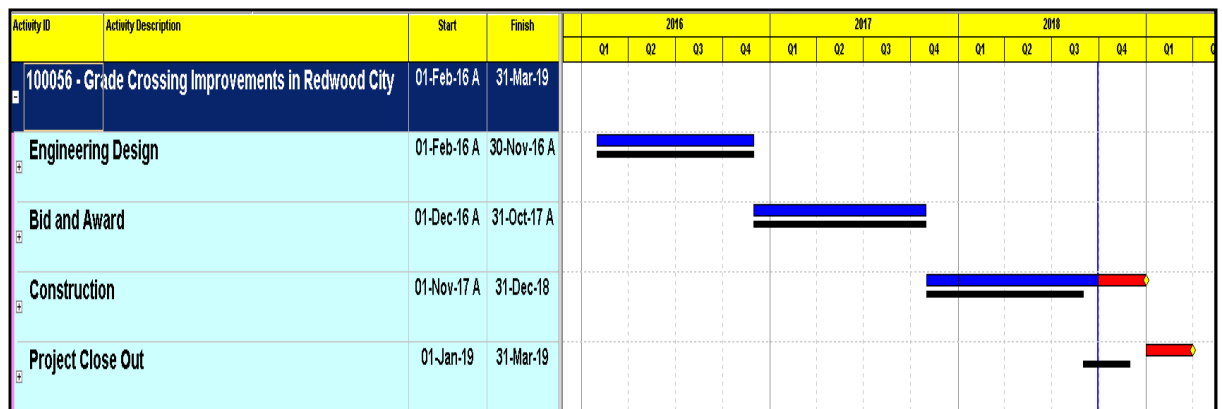 Activity ID Activity Description Start Finish 2016 2017 2018
Q1 Q2 Q3 Q4 Q1 Q2 Q3 Q4 Q1 Q2 Q3 Q4 Q1
100056 - Grade Crossing Improvements in Redwood City 01-Feb-16 A 31-Mar-19
Engineering Design 01-Feb-16 A 30-Nov-16 A
Bid and Award 01-Dec-16 A 31-Oct-17 A
Construction 01-Nov-17 A 31-Dec-18
Project Close Out 01-Jan-19 31-Mar-19